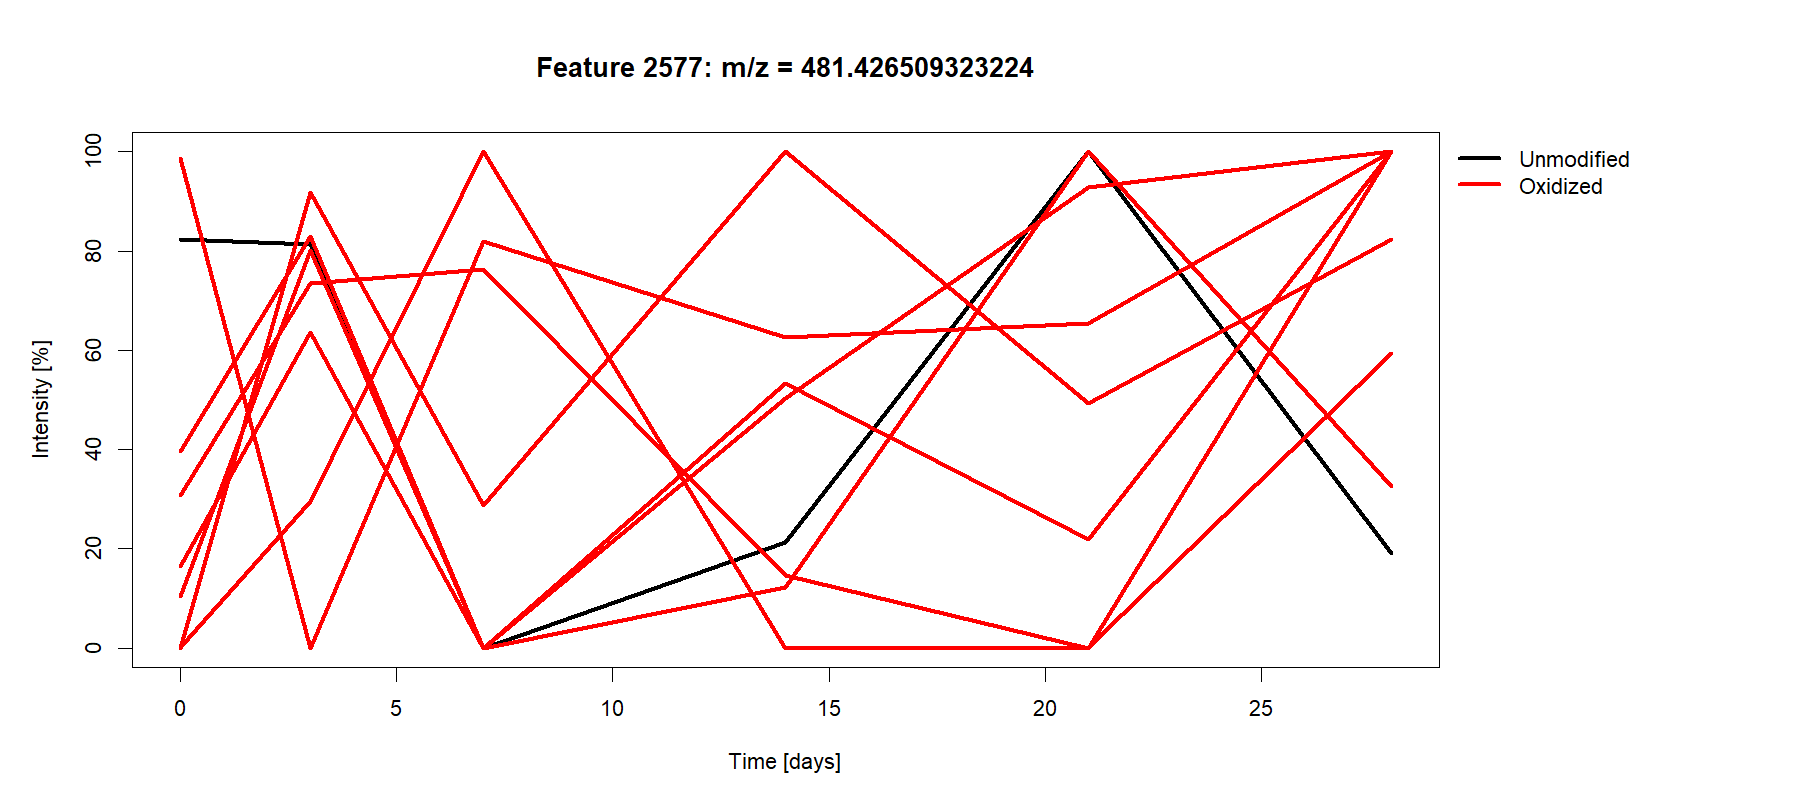 Feature 2577: m/z = 481.426509323224
Unmodified
Oxidized
Intensity [%]
100
80
60
40
20
0
0 5 10 15 20 25
Time [days]